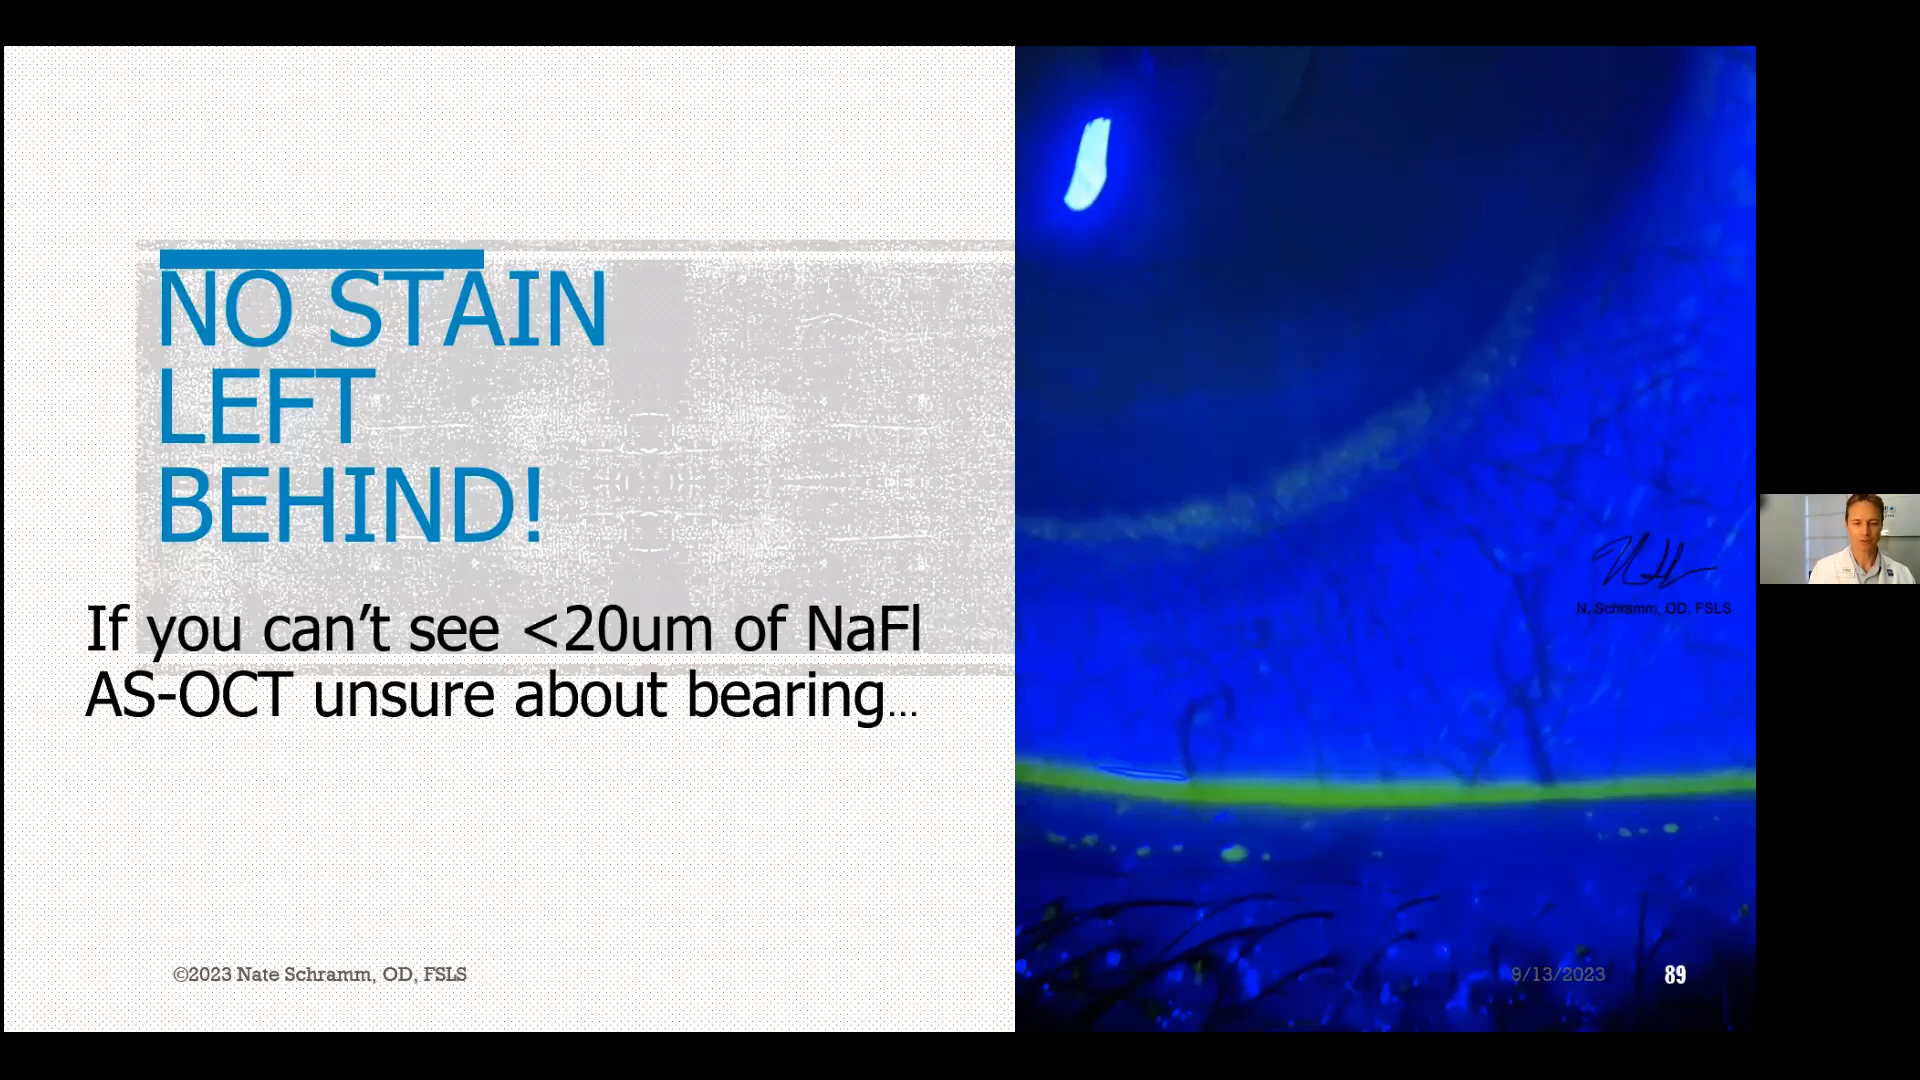 NO STAIN
LEFT
BEHIND!
If you can’t see <20um of NaFl
AS-OCT unsure about bearing...
N. Schramm, OD, FSLS
©2023 Nate Schramm, OD, FSLS
9/13/2023
89